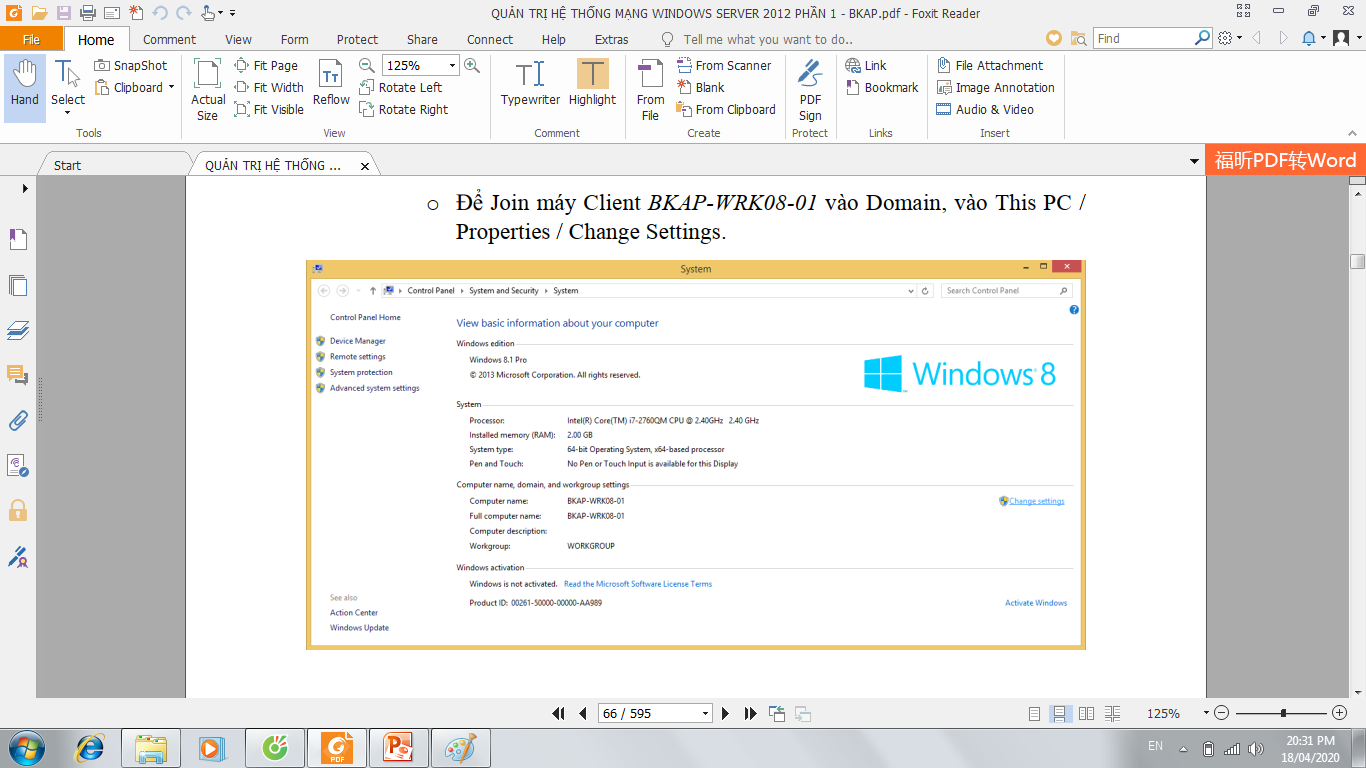 QUẢN TRỊ HỆ THỐNG MẠNG WINDOWS SERVER 2012 PHẦN 1 - BKAP.pdf - Foxit Reader
File Home Comment View Form Protect Share Connect Help Extras Tell me what you want to do.. Find
Hand
Select
SnapShot
Clipboard
Tools
Actual Size
Fit Page
Fit Width
Fit Visible
Reflow
125%
Rotate Left
Rotate Right
View
Typewriter
Highlight
Comment
From File
From Scanner
Blank
From Clipboard
Create
PDF Sign
Protect
Link
Bookmark
Links
File Attachment
Image Annotation
Audio & Video
Insert
Start
QUẢN TRỊ HỆ THỐNG ...
福昕PDF转Word
o Để Join máy Client BKAP-WRK08-01 vào Domain, vào This PC /
Properties / Change Settings.
System
Control Panel System and Security System
Search Control Panel
Control Panel Home
Device Manager
Remote settings
System protection
Advanced system settings
View basic information about your computer
Windows edition
Windows 8.1 Pro
© 2013 Microsoft Corporation. All rights reserved.
Windows 8
System
Processor: Intel(R) Core(TM) i7-2760QM CPU @ 2.40GHz 2.40 GHz
Installed memory (RAM): 2.00 GB
System type: 64-bit Operating System, x64-based processor
Pen and Touch: No Pen or Touch Input is available for this Display
Computer name, domain, and workgroup settings
Computer name: BKAP-WRK08-01
Change settings
Full computer name: BKAP-WRK08-01
Computer description:
Workgroup: WORKGROUP
Windows activation
Windows is not activated. Read the Microsoft Software License Terms
Product ID: 00261-50000-00000-AA989
Activate Windows
See also
Action Center
Windows Update
66 / 595
125%
EN
20:31 PM
18/04/2020